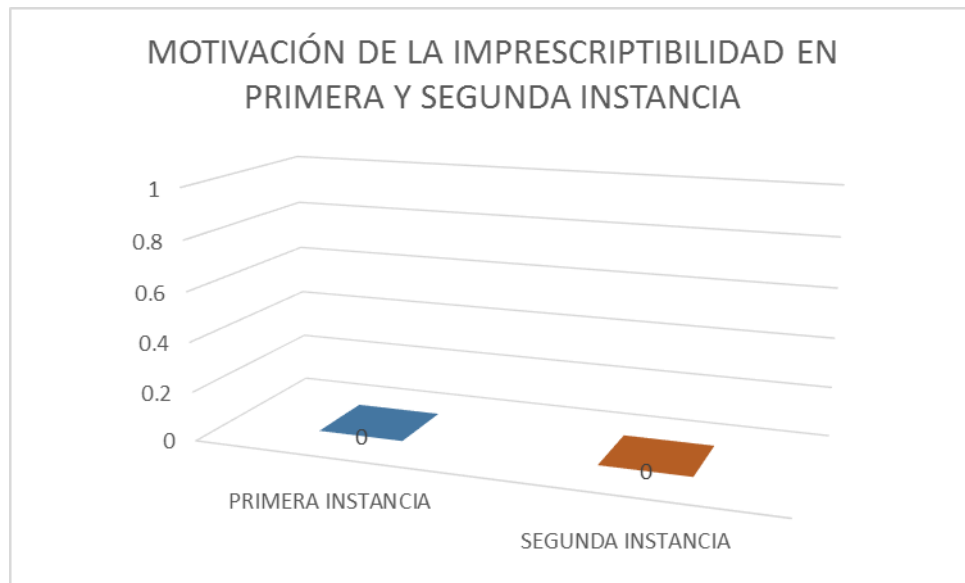 MOTIVACIÓN DE LA IMPRESCRIPTIBILIDAD EN
PRIMERA Y SEGUNDA INSTANCIA
1
0.8
0.6
0.4
0.2
0
0
0
PRIMERA INSTANCIA
SEGUNDA INSTANCIA